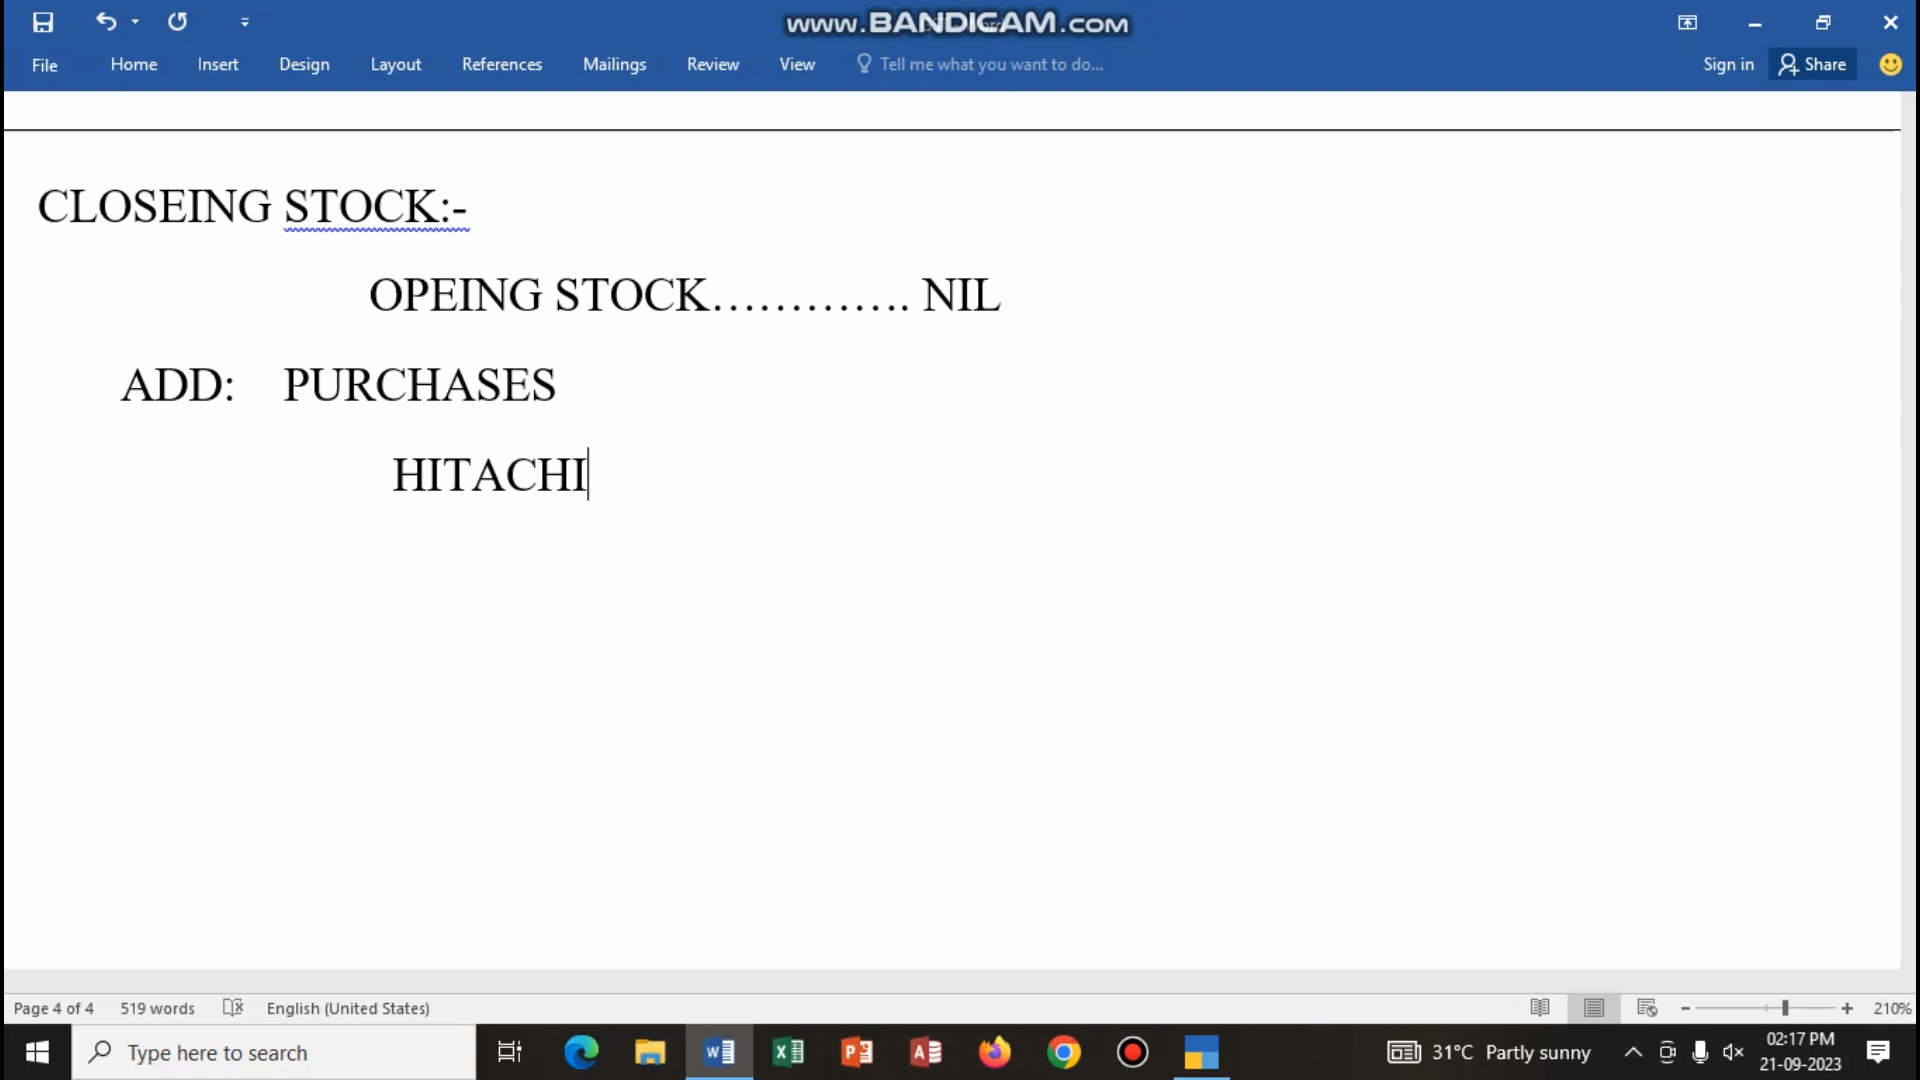 www.BANDICAM.com
File Home Insert Design Layout References Mailings Review View Tell me what you want to do... Sign in Share
CLOSEING STOCK:-
OPEING STOCK…………. NIL
ADD: PURCHASES
HITACHI
Page 4 of 4 519 words English (United States) 210%
Type here to search 31°C Partly sunny 02:17 PM
21-09-2023